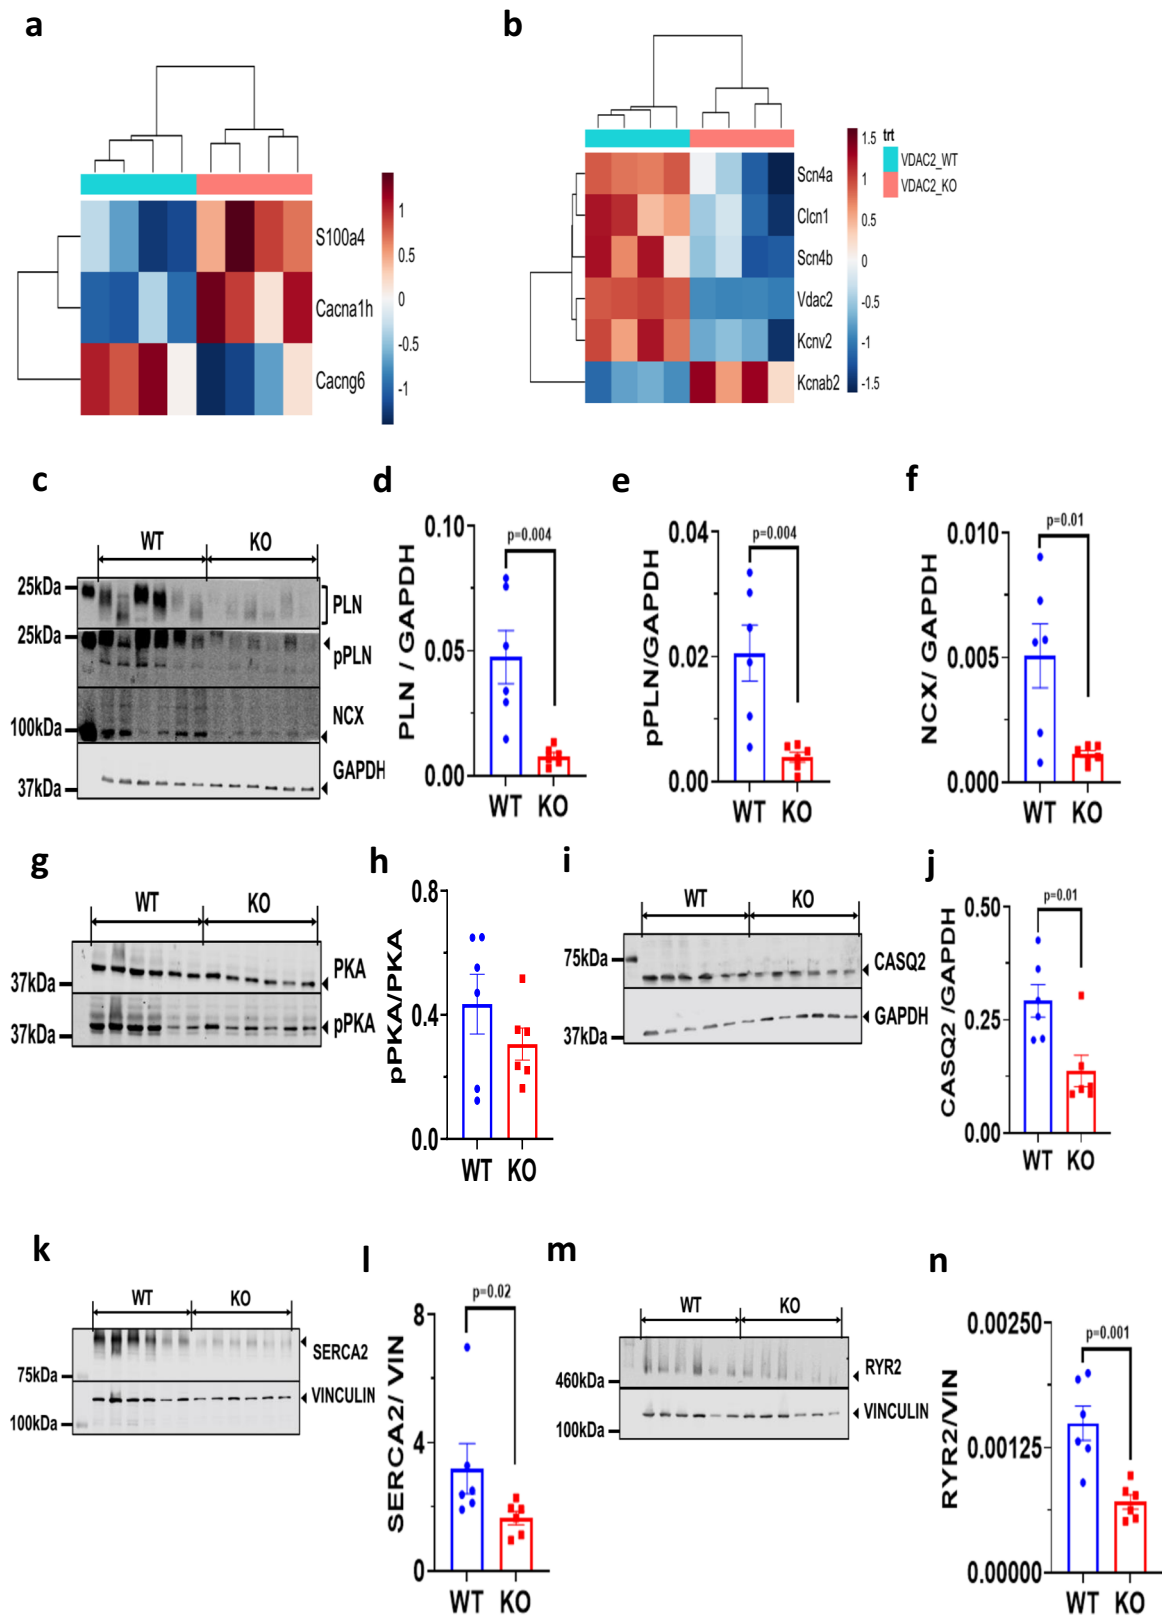 a
b
1
0.5
0
-0.5
-1
S100a4
Cacna1h
Cacng6
1.5
1
0.5
0
-0.5
-1
-1.5
trt
VDAC2_WT
VDAC2_KO
Scn4a
Clcn1
Scn4b
Vdac2
Kcnv2
Kcnab2
c
WT
KO
25kDa
PLN
25kDa
pPLN
100kDa
NCX
GAPDH
37kDa
d
PLN / GAPDH
0.10
0.05
0.00
p=0.004
WT
KO
e
pPLN/GAPDH
0.04
0.02
0.00
p=0.004
WT
KO
f
NCX/ GAPDH
0.010
0.005
0.000
p=0.01
WT
KO
g
WT
KO
37kDa
PKA
37kDa
pPKA
h
pPKA/PKA
0.8
0.4
0.0
WT
KO
i
WT
KO
75kDa
CASQ2
GAPDH
37kDa
j
CASQ2 /GAPDH
0.50
0.25
0.00
p=0.01
WT
KO
k
WT
KO
SERCA2
75kDa
VINCULIN
100kDa
l
SERCA2/ VIN
8
4
0
p=0.02
WT
KO
m
WT
KO
RYR2
460kDa
VINCULIN
100kDa
n
RYR2/VIN
0.00250
0.00125
0.00000
p=0.001
WT
KO